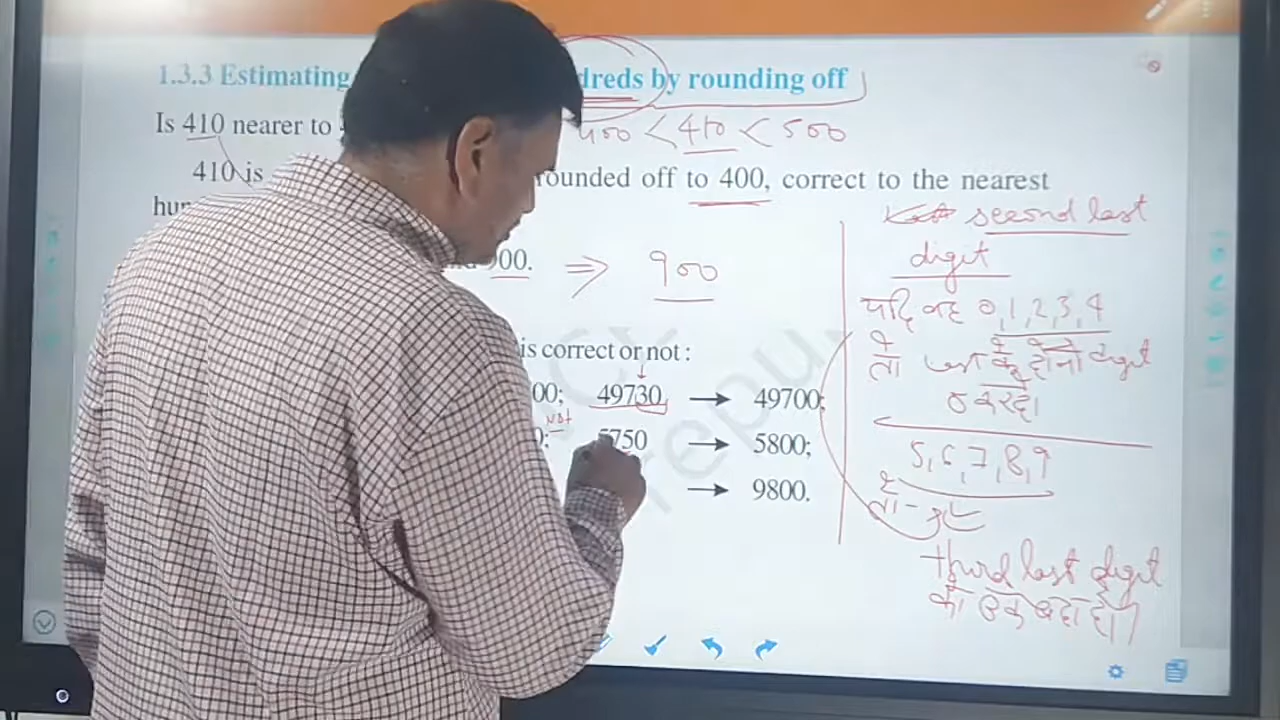 1.3.3 Estimating dreds by rounding off
Is 410 nearer to 400 < 410 < 500
410 is rounded off to 400, correct to the nearest
hun
second last
digit
900. ⇒ 900
यदि वह 0,1,2,3,4
है
is correct or not :
तो last के दोनों digit
00; 49730 → 49700;
0 कर दो।
not
0; 5750 → 5800;
5,6,7,8,9
है
→ 9800.
तो
third last digit
को एक बढ़ा दो।